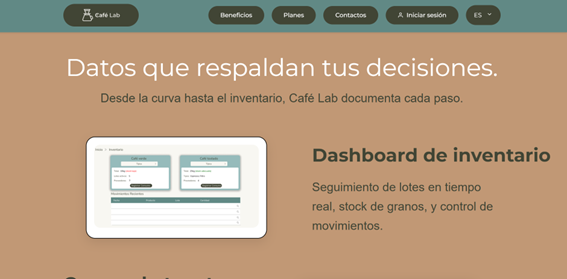 Café Lab
Beneficios
Planes
Contactos
Iniciar sesión
ES
Datos que respaldan tus decisiones.
Desde la curva hasta el inventario, Café Lab documenta cada paso.
Dashboard de inventario
Seguimiento de lotes en tiempo
real, stock de granos, y control de
movimientos.